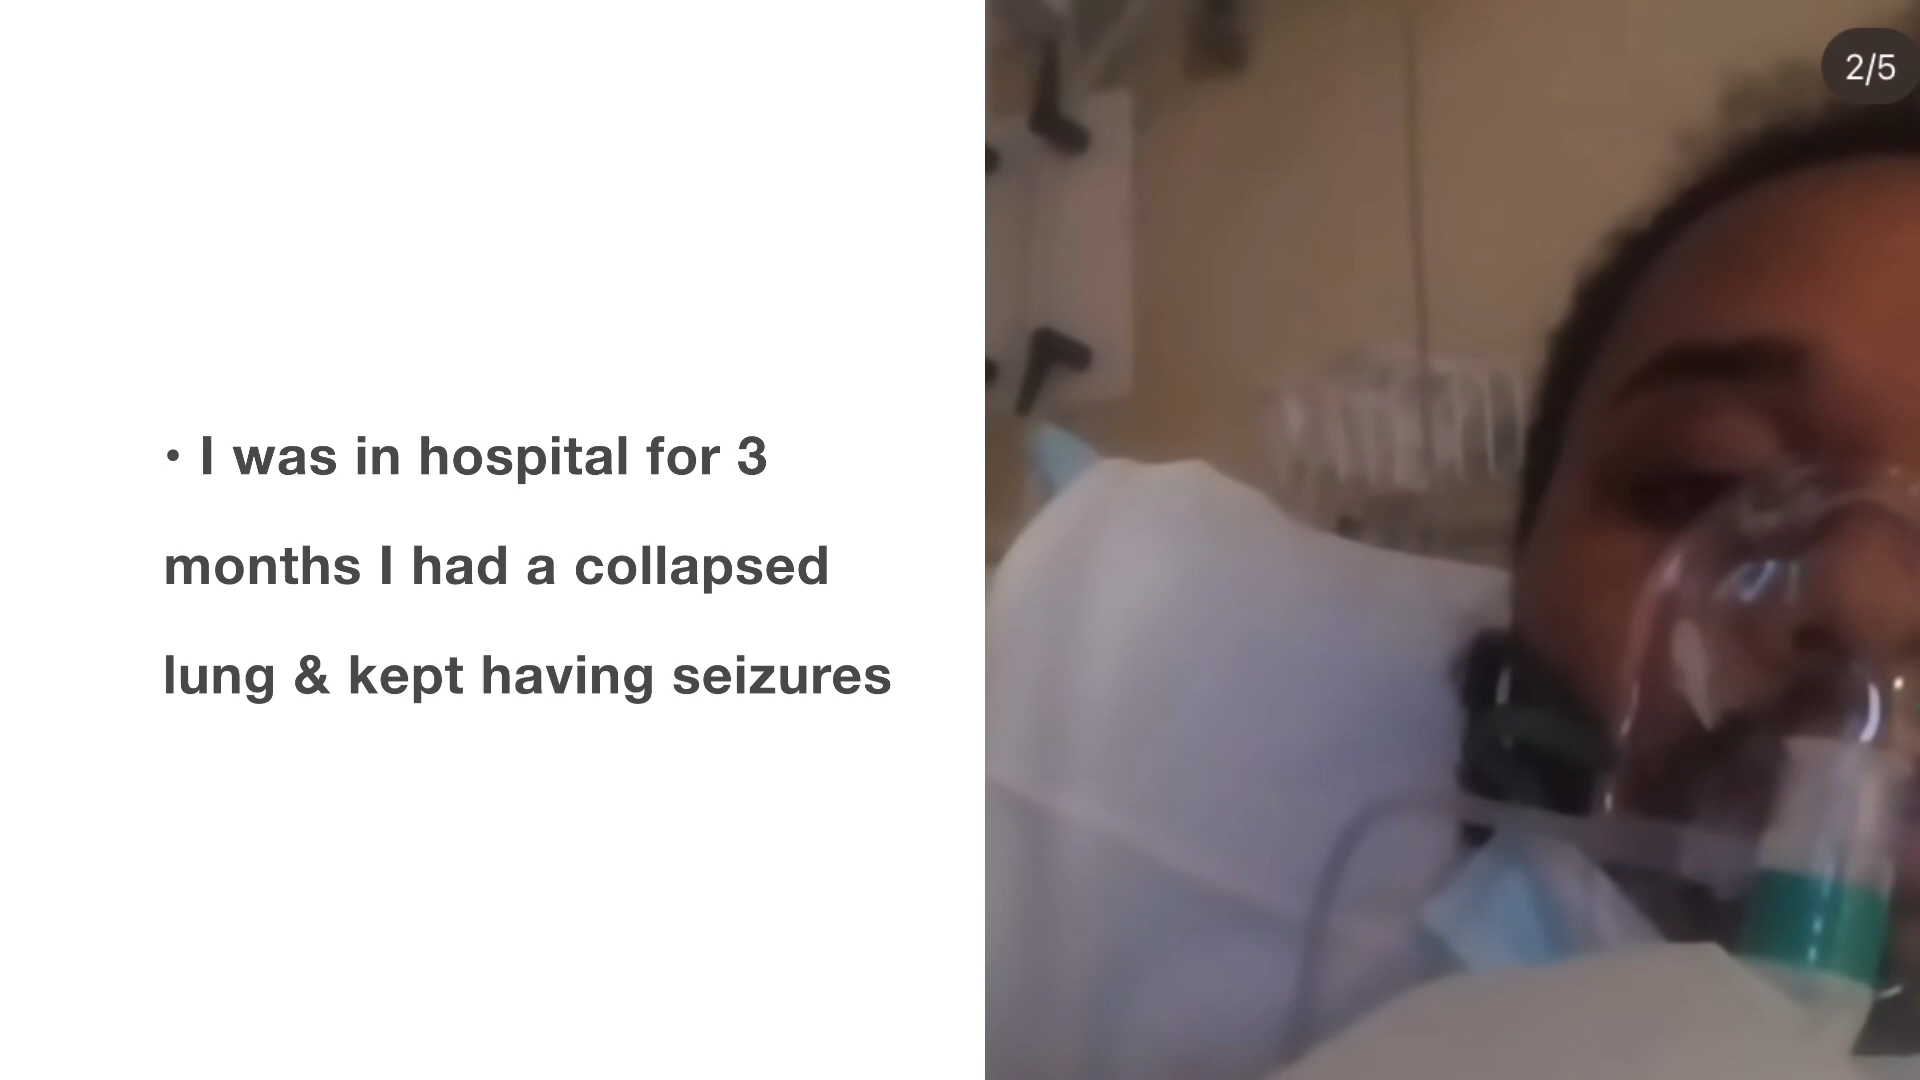 • I was in hospital for 3
months I had a collapsed
lung & kept having seizures
2/5